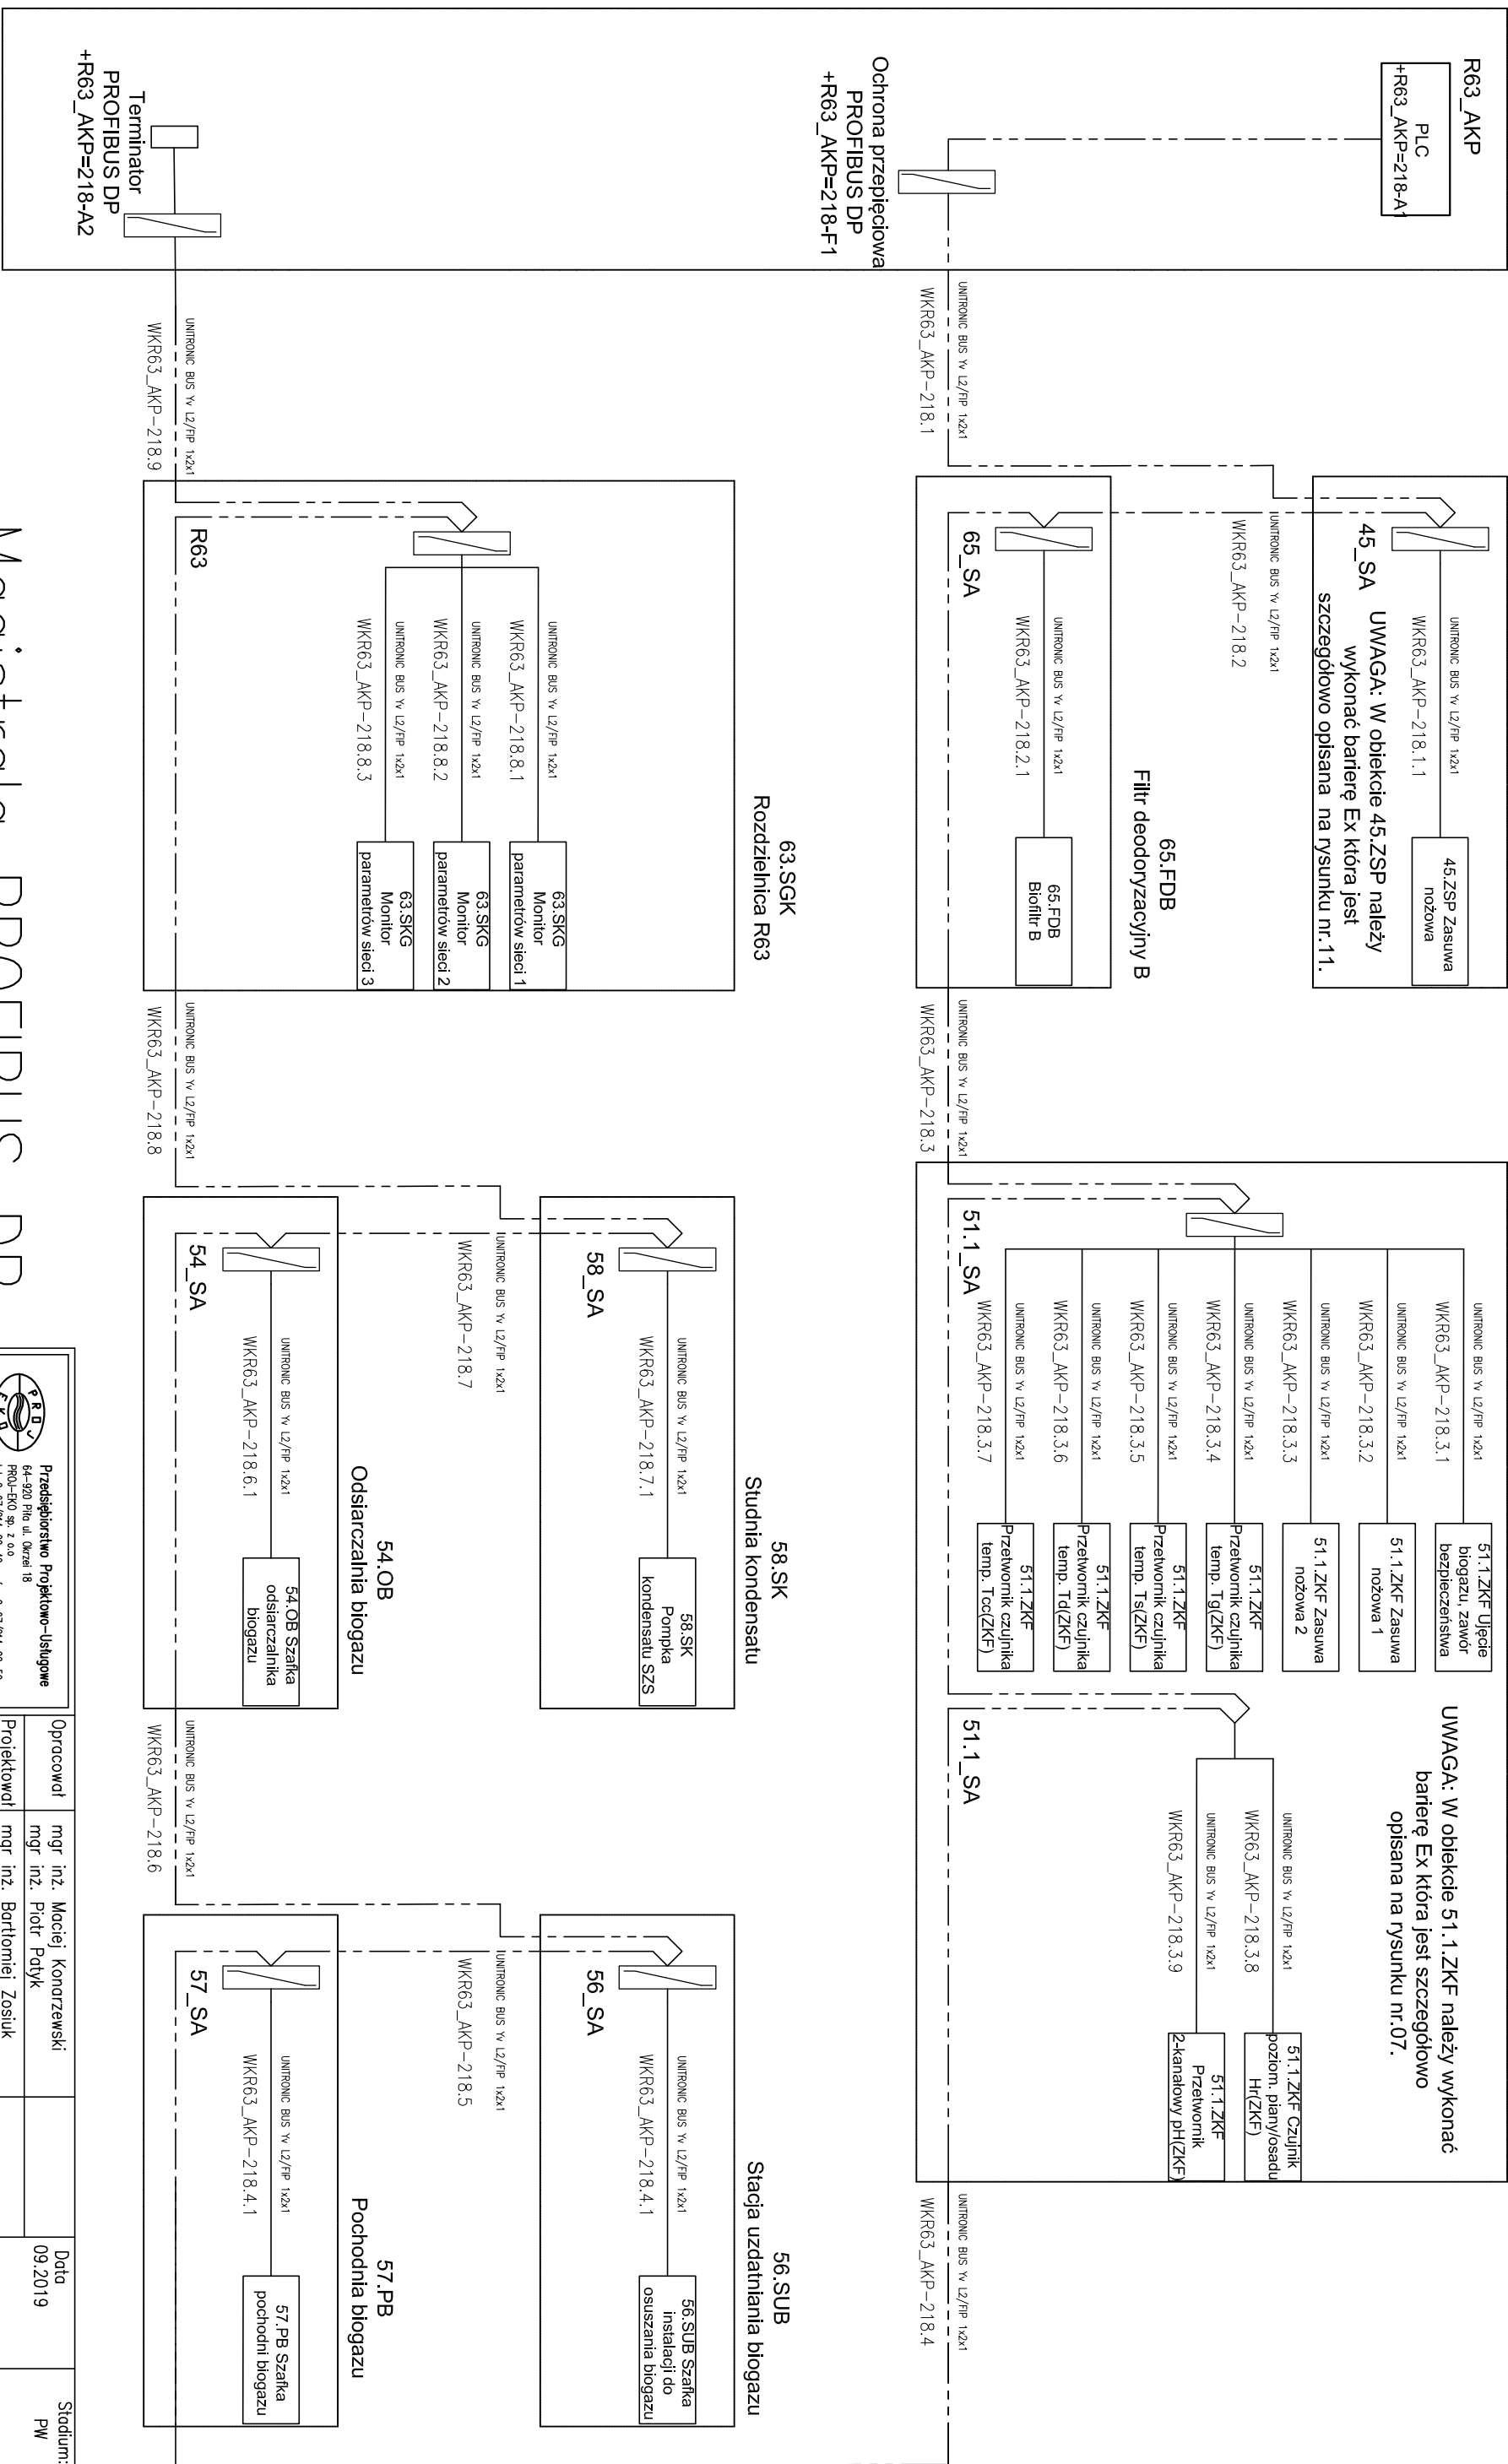 R63_AKP
PLC
+R63_AKP=218-A1
Ochrona przepięciowa
PROFIBUS DP
+R63_AKP=218-F1
Terminator
PROFIBUS DP
+R63_AKP=218-A2
UNITRONIC BUS Yv L2/FIP 1x2x1
WKR63_AKP-218.1
UNITRONIC BUS Yv L2/FIP 1x2x1
WKR63_AKP-218.9
45_SA
UNITRONIC BUS Yv L2/FIP 1x2x1
WKR63_AKP-218.1.1
45.ZSP Zasuwa
nożowa
UWAGA: W obiekcie 45.ZSP należy
wykonać barierę Ex która jest
szczegółowo opisana na rysunku nr.11.
UNITRONIC BUS Yv L2/FIP 1x2x1
WKR63_AKP-218.2
65.FDB
Filtr deodoryzacyjny B
UNITRONIC BUS Yv L2/FIP 1x2x1
WKR63_AKP-218.2.1
65.FDB
Biofiltr B
65_SA
63.SGK
Rozdzielnica R63
UNITRONIC BUS Yv L2/FIP 1x2x1
WKR63_AKP-218.8.1
63.SKG
Monitor
parametrów sieci 1
UNITRONIC BUS Yv L2/FIP 1x2x1
WKR63_AKP-218.8.2
63.SKG
Monitor
parametrów sieci 2
UNITRONIC BUS Yv L2/FIP 1x2x1
WKR63_AKP-218.8.3
63.SKG
Monitor
parametrów sieci 3
R63
UNITRONIC BUS Yv L2/FIP 1x2x1
WKR63_AKP-218.3
UNITRONIC BUS Yv L2/FIP 1x2x1
WKR63_AKP-218.8
UNITRONIC BUS Yv L2/FIP 1x2x1
WKR63_AKP-218.3.1
51.1.ZKF Ujęcie
biogazu, zawór
bezpieczeństwa
UNITRONIC BUS Yv L2/FIP 1x2x1
WKR63_AKP-218.3.2
51.1.ZKF Zasuwa
nożowa 1
UNITRONIC BUS Yv L2/FIP 1x2x1
WKR63_AKP-218.3.3
51.1.ZKF Zasuwa
nożowa 2
UNITRONIC BUS Yv L2/FIP 1x2x1
WKR63_AKP-218.3.4
51.1.ZKF
Przetwornik czujnika
temp. Tg(ZKF)
UNITRONIC BUS Yv L2/FIP 1x2x1
WKR63_AKP-218.3.5
51.1.ZKF
Przetwornik czujnika
temp. Ts(ZKF)
UNITRONIC BUS Yv L2/FIP 1x2x1
WKR63_AKP-218.3.6
51.1.ZKF
Przetwornik czujnika
temp. Td(ZKF)
UNITRONIC BUS Yv L2/FIP 1x2x1
WKR63_AKP-218.3.7
51.1.ZKF
Przetwornik czujnika
temp. Tcc(ZKF)
51.1_SA
UWAGA: W obiekcie 51.1.ZKF należy wykonać
barierę Ex która jest szczegółowo
opisana na rysunku nr.07.
UNITRONIC BUS Yv L2/FIP 1x2x1
WKR63_AKP-218.3.8
51.1.ZKF Czujnik
poziom. piany/osadu
Hr(ZKF)
UNITRONIC BUS Yv L2/FIP 1x2x1
WKR63_AKP-218.3.9
51.1.ZKF
Przetwornik
2-kanałowy pH(ZKF)
51.1_SA
UNITRONIC BUS Yv L2/FIP 1x2x1
WKR63_AKP-218.4
58.SK
Studnia kondensatu
UNITRONIC BUS Yv L2/FIP 1x2x1
WKR63_AKP-218.7.1
58.SK
Pompka
kondensatu SZS
58_SA
UNITRONIC BUS Yv L2/FIP 1x2x1
WKR63_AKP-218.7
54.OB
Odsiarczalnia biogazu
UNITRONIC BUS Yv L2/FIP 1x2x1
WKR63_AKP-218.6.1
54.OB Szafka
odsiarczalnika
biogazu
54_SA
UNITRONIC BUS Yv L2/FIP 1x2x1
WKR63_AKP-218.6
56.SUB
Stacja uzdatniania biogazu
UNITRONIC BUS Yv L2/FIP 1x2x1
WKR63_AKP-218.4.1
56.SUB Szafka
instalacji do
osuszania biogazu
56_SA
UNITRONIC BUS Yv L2/FIP 1x2x1
WKR63_AKP-218.5
57.PB
Pochodnia biogazu
UNITRONIC BUS Yv L2/FIP 1x2x1
WKR63_AKP-218.4.1
57.PB Szafka
pochodni biogazu
57_SA
Magistrala PROFIBUS DP
PROJ
EKO
Przedsiębiorstwo Projektowo-Usługowe
64-920 Piła ul. Okrzei 18
PROJ-EKO sp. z o.o
Opracował
mgr inż. Maciej Konarzewski
mgr inż. Piotr Patyk
Projektował
mgr inż. Bartłomiej Zosiuk
Data
09.2019
Stadium:
PW